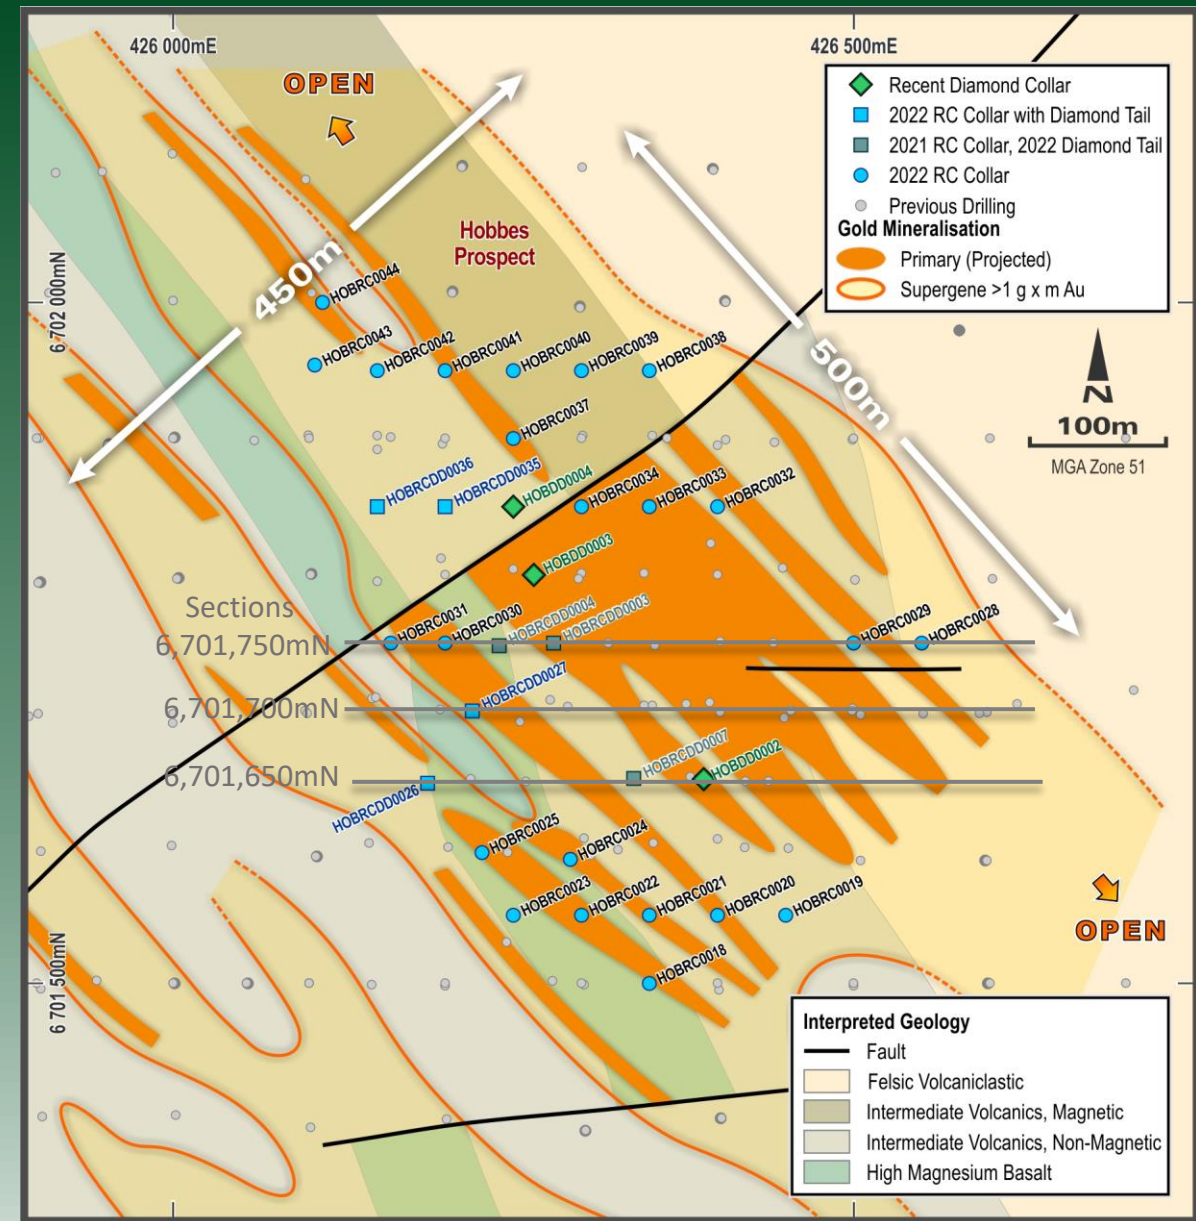 426 000mE
426 500mE
OPEN
Recent Diamond Collar
2022 RC Collar with Diamond Tail
2021 RC Collar, 2022 Diamond Tail
2022 RC Collar
Previous Drilling
Gold Mineralisation
Primary (Projected)
Supergene >1 g x m Au
Hobbes
Prospect
450m
500m
6 702 000mN
N
100m
MGA Zone 51
HOBRC0044
HOBRC0043
HOBRC0042
HOBRC0041
HOBRC0040
HOBRC0039
HOBRC0038
HOBRC0037
HOBRCDD0036
HOBRCDD0035
HOBDD0004
HOBRC0034
HOBRC0033
HOBRC0032
HOBDD0003
Sections
6,701,750mN
HOBRC0031
HOBRC0030
HOBRCDD0004
HOBRCDD0003
HOBRC0029
HOBRC0028
6,701,700mN
HOBRCDD0027
6,701,650mN
HOBRCDD0026
HOBRCDD0007
HOBDD0002
HOBRC0025
HOBRC0024
HOBRC0023
HOBRC0022
HOBRC0021
HOBRC0020
HOBRC0019
HOBRC0018
OPEN
6 701 500mN
Interpreted Geology
Fault
Felsic Volcaniclastic
Intermediate Volcanics, Magnetic
Intermediate Volcanics, Non-Magnetic
High Magnesium Basalt